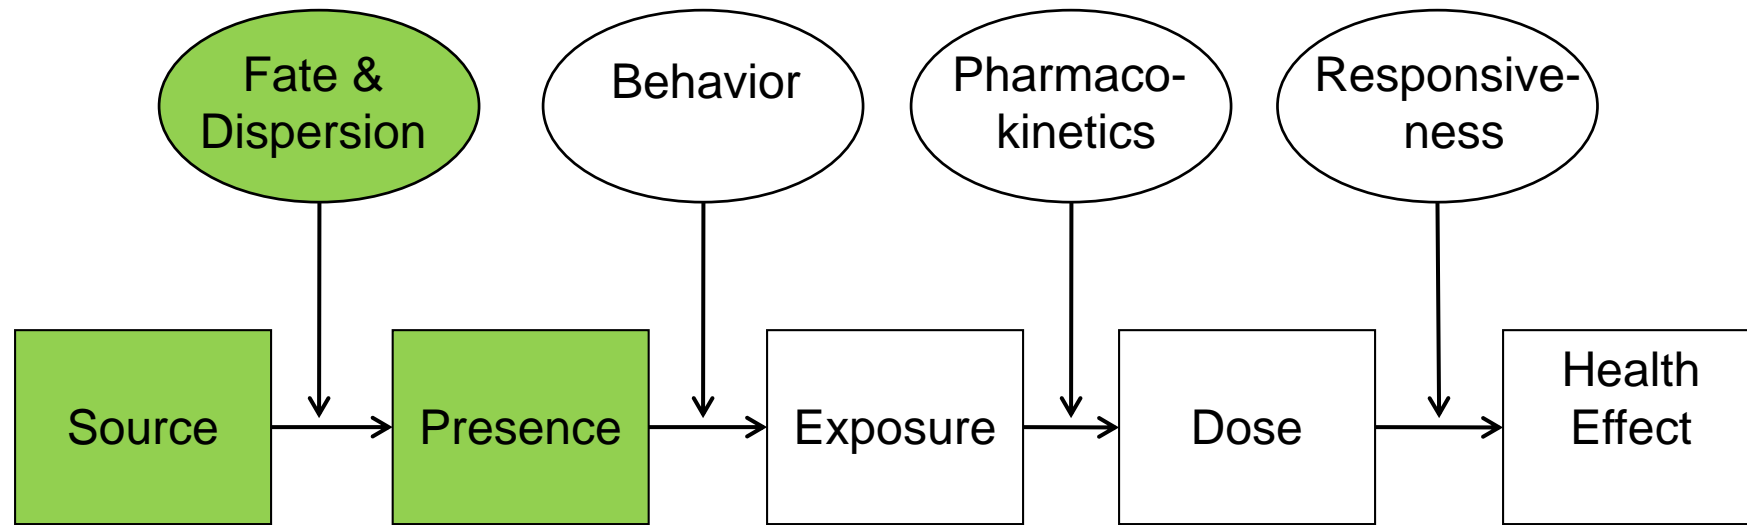 Fate &
Dispersion
Behavior
Pharmaco-
kinetics
Responsive-
ness
Source
Presence
Exposure
Dose
Health
Effect